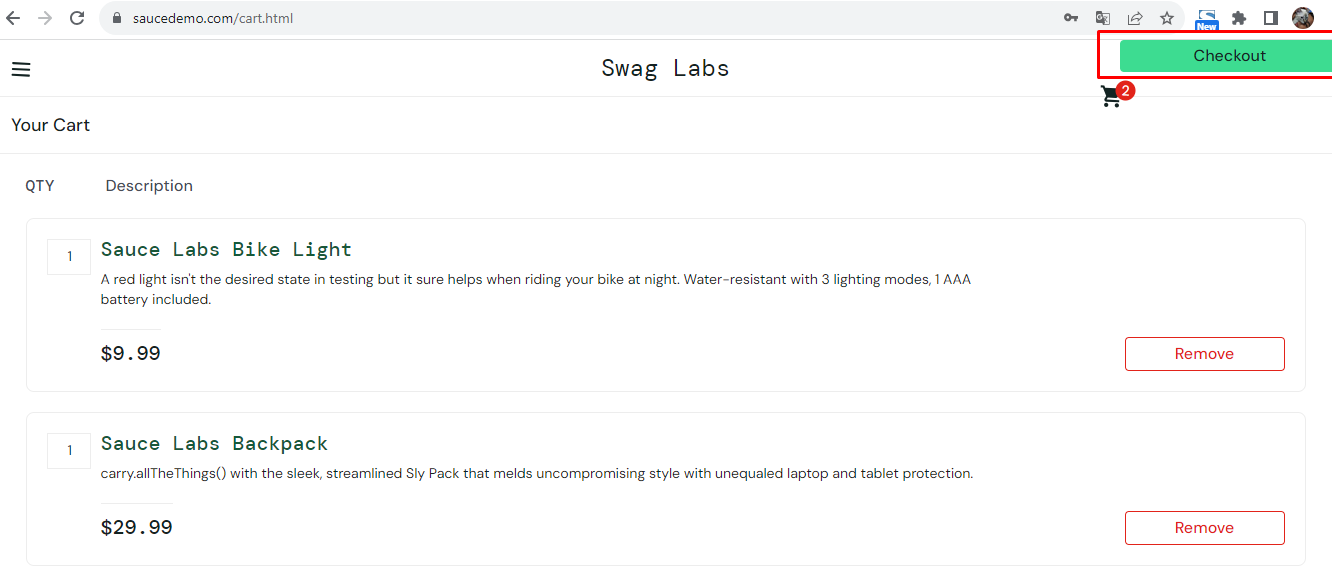 saucedemo.com/cart.html
New
Checkout
Swag Labs
2
Your Cart
QTY Description
1 Sauce Labs Bike Light
A red light isn't the desired state in testing but it sure helps when riding your bike at night. Water-resistant with 3 lighting modes, 1 AAA
battery included.
$9.99 Remove
1 Sauce Labs Backpack
carry.allTheThings() with the sleek, streamlined Sly Pack that melds uncompromising style with unequaled laptop and tablet protection.
$29.99 Remove